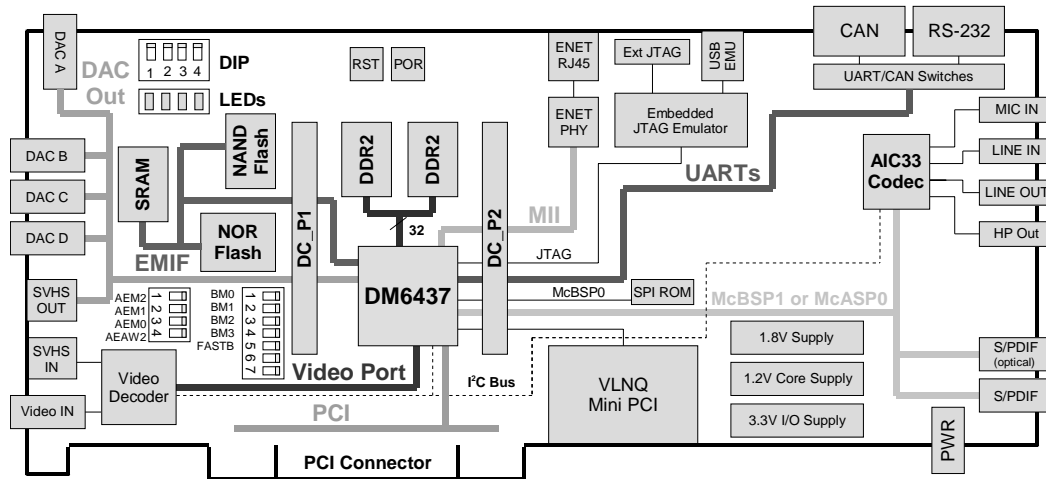 DAC A
DAC
Out
1 2 3 4
DIP
LEDs
RST
POR
ENET
RJ45
Ext JTAG
USB
EMU
CAN
RS-232
UART/CAN Switches
ENET
PHY
Embedded
JTAG Emulator
MIC IN
LINE IN
LINE OUT
HP Out
AIC33
Codec
DAC B
DAC C
DAC D
SVHS
OUT
SVHS
IN
Video IN
SRAM
NAND
Flash
NOR
Flash
EMIF
DC_P1
DDR2
DDR2
32
DC_P2
MII
UARTs
JTAG
DM6437
McBSP0
SPI ROM
McBSP1 or McASP0
AEM2
AEM1
AEM0
AEAW2
1
2
3
4
BM0
BM1
BM2
BM3
FASTB
1
2
3
4
5
6
7
Video
Decoder
Video Port
I²C Bus
VLNQ
Mini PCI
1.8V Supply
1.2V Core Supply
3.3V I/O Supply
S/PDIF
(optical)
S/PDIF
PWR
PCI
PCI Connector